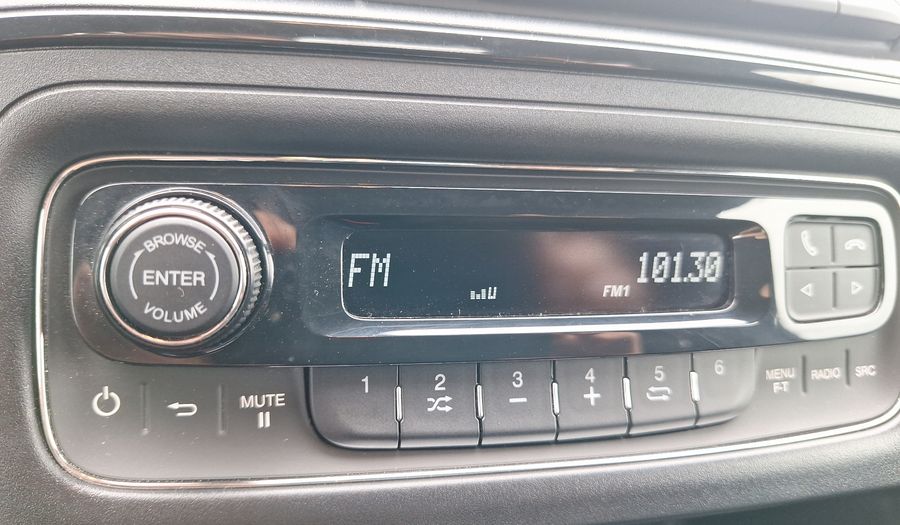 BROWSE
ENTER
VOLUME
FM
FM1
101.30
MUTE
1
2
3
4
5
6
MENU
F-T
RADIO
SRC